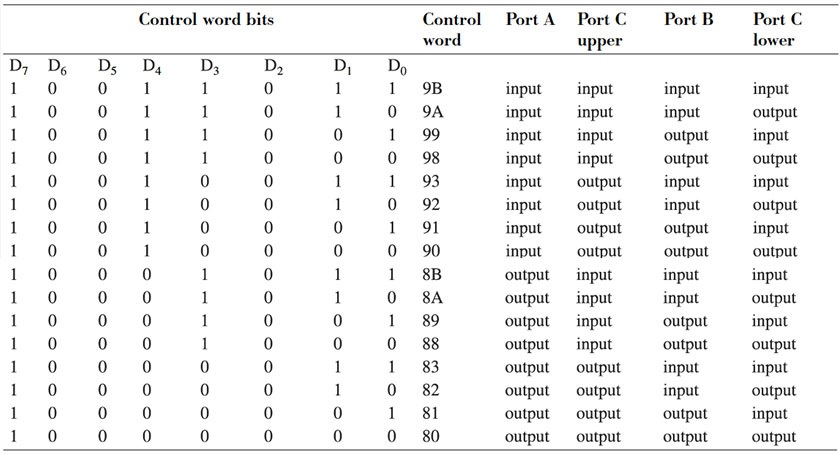 Control word bits Control word Port A Port C upper Port B Port C lower
D7 D6 D5 D4 D3 D2 D1 D0
1 0 0 1 1 0 1 1 9B input input input input
1 0 0 1 1 0 1 0 9A input input input output
1 0 0 1 1 0 0 1 99 input input output input
1 0 0 1 1 0 0 0 98 input input output output
1 0 0 1 0 0 1 1 93 input output input input
1 0 0 1 0 0 1 0 92 input output input output
1 0 0 1 0 0 0 1 91 input output output input
1 0 0 1 0 0 0 0 90 input output output output
1 0 0 0 1 0 1 1 8B output input input input
1 0 0 0 1 0 1 0 8A output input input output
1 0 0 0 1 0 0 1 89 output input output input
1 0 0 0 1 0 0 0 88 output input output output
1 0 0 0 0 0 1 1 83 output output input input
1 0 0 0 0 0 1 0 82 output output input output
1 0 0 0 0 0 0 1 81 output output output input
1 0 0 0 0 0 0 0 80 output output output output